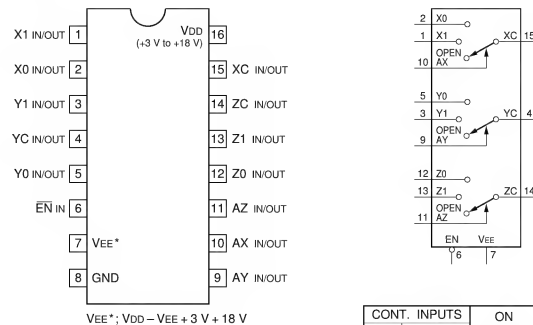 X1 IN/OUT 1
X0 IN/OUT 2
Y1 IN/OUT 3
YC IN/OUT 4
Y0 IN/OUT 5
EN IN 6
7 VEE*
8 GND
VDD 16
(+3 V to +18 V)
15 XC IN/OUT
14 ZC IN/OUT
13 Z1 IN/OUT
12 Z0 IN/OUT
11 AZ IN/OUT
10 AX IN/OUT
9 AY IN/OUT
VEE*; VDD – VEE + 3 V + 18 V
2 X0
1 X1 XC 15
OPEN
10 AX
5 Y0
3 Y1 YC 4
OPEN
9 AY
12 Z0
13 Z1 ZC 14
OPEN
11 AZ
EN VEE
6 7
CONT. INPUTS ON